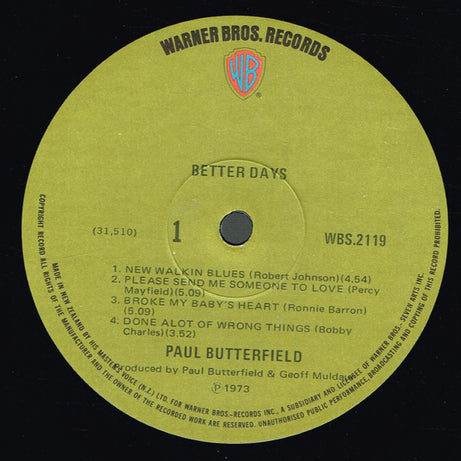 WARNER BROS. RECORDS
WB
®
BETTER DAYS
(31,510)
1
WBS.2119
1. NEW WALKIN BLUES (Robert Johnson)(4.54)
2. PLEASE SEND ME SOMEONE TO LOVE (Percy
Mayfield)(5.09)
3. BROKE MY BABY'S HEART (Ronnie Barron)
(5.09)
4. DONE ALOT OF WRONG THINGS (Bobby
Charles)(3.52)
PAUL BUTTERFIELD
Produced by Paul Butterfield & Geoff Muldaur
℗ 1973
COPYRIGHT RECORD ALL RIGHTS OF THE MANUFACTURER AND THE OWNER OF THE RECORDED WORK ARE RESERVED. UNAUTHORISED PUBLIC PERFORMANCE, BROADCASTING AND COPYING OF THIS RECORD PROHIBITED.
MADE IN NEW ZEALAND BY HIS MASTER'S VOICE (N.Z.) LTD. FOR WARNER BROS.-RECORDS INC. A SUBSIDIARY AND LICENSEE OF WARNER BROS.-SEVEN ARTS INC.